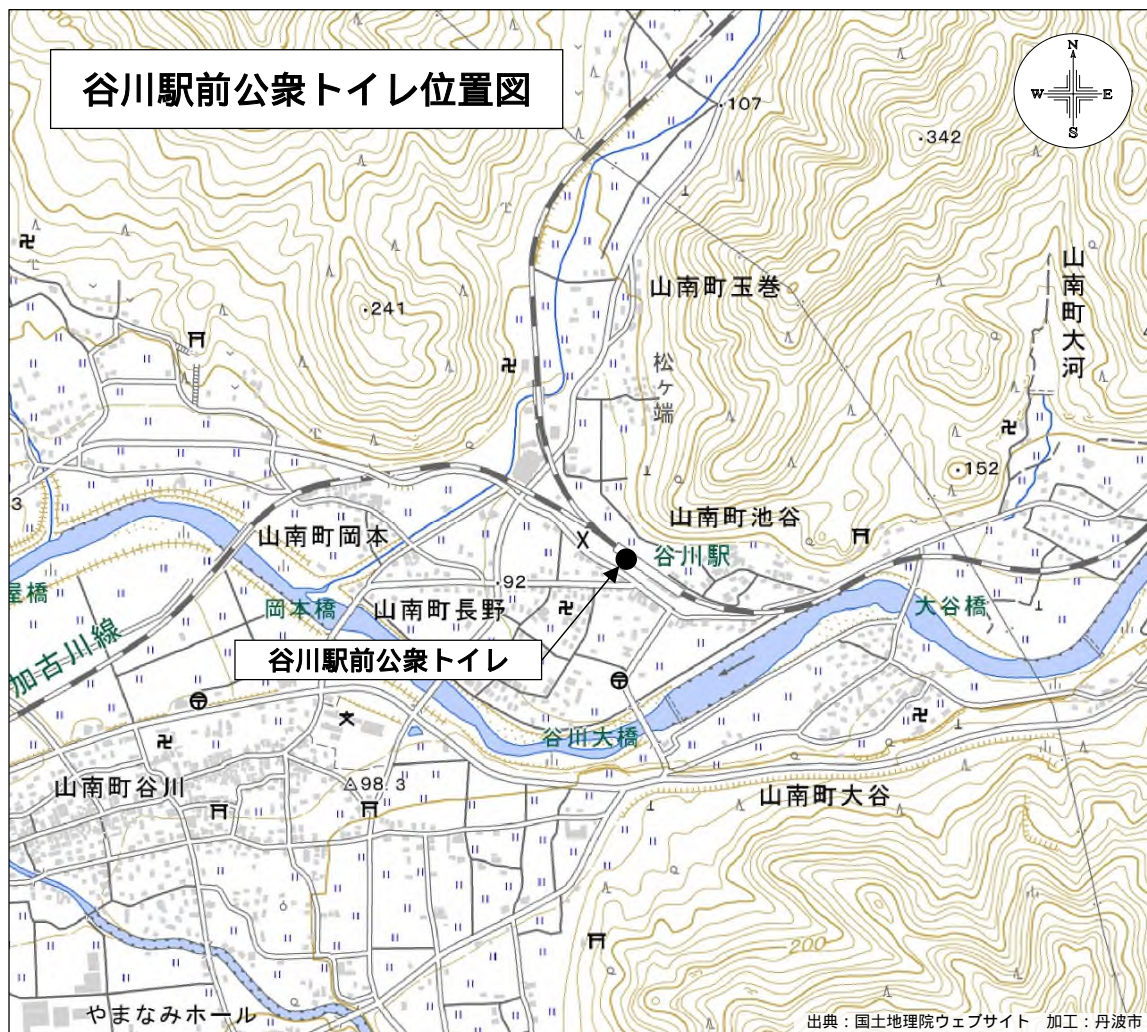 谷川駅前公衆トイレ位置図
N
W E
S
107
342
山南町玉巻
山南町大河
241
松ヶ端
152
3
山南町池谷
山南町岡本
谷川駅
屋橋
92
岡本橋
山南町長野
大谷橋
加古川線
谷川駅前公衆トイレ
谷川大橋
山南町谷川
98.3
山南町大谷
200
やまなみホール
出典：国土地理院ウェブサイト 加工：丹波市